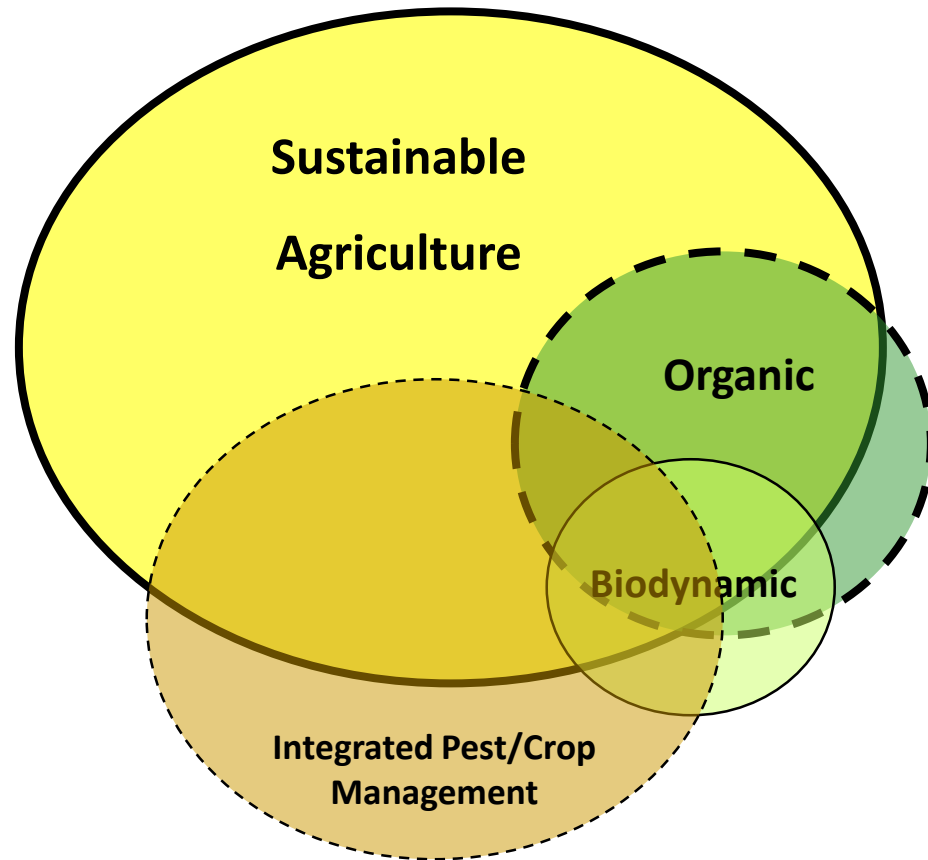 Sustainable
Agriculture
Organic
Biodynamic
Integrated Pest/Crop
Management